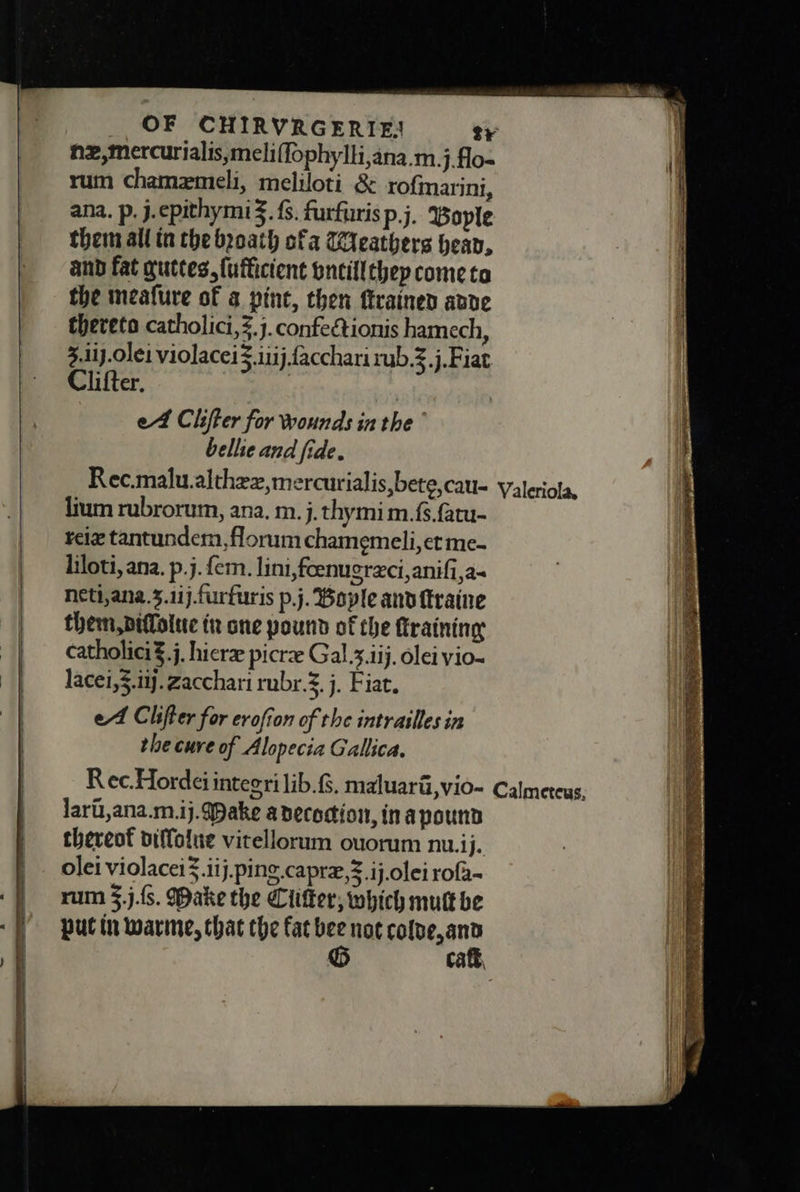 OF CHIRVRGERIE.
næ,mercurialis,meliſſophylli,ana.m.j.flo-
rum chamæmeli, meliloti & roſmarini,
ana. p. j.epithymi ℥.ſs. furfuris p.j. Boyle
them all in the broath of a Weathers head,
and fat guttes,ſufficient vntill they come to
the meaſure of a pint, then ſtrained adde
thereto catholici,℥.j. confectionis hamech,
ʒ.iij.olei violacei ℥.iiij.ſacchari rub.℥.j.Fiat
Cliſter.
A Cliſter for wounds in the
bellie and ſide.
Rec.malu.althææ,mercurialis,bete,cau-
Valeriola,
lium rubrorum, ana. m. j. thymi m.ſs.ſatu-
reiæ tantundem,florum chamemeli,et me-
liloti, ana. p.j. ſem. lini,fœnugræci,aniſi,a-
neti,ana.ʒ.iij.furfuris p.j. Boyle and ſtraine
them,diſſolue in one pound of the ſtraining
catholici ℥.j. hieræ picræ Gal.ʒ.iij. olei vio-
lacei,℥.iij. zacchari rubr.℥. j. Fiat.
A Cliſter for eroſion of the intrailles in
the cure of Alopecia Gallica.
Rec.Hordei integri lib.ſs. maluarũ,vio-
Calmeteus,
larũ,ana.m.ij.Make a decoction, in a pound
thereof diſſolue vitellorum ouorum nu.ij.
olei violacei ℥.iij.ping.capræ,℥.ij.olei roſa-
rum ℥.j.ſs. Make the Cliſter, which muſt be
put in warme, that the fat bee not colde,and
G caſt